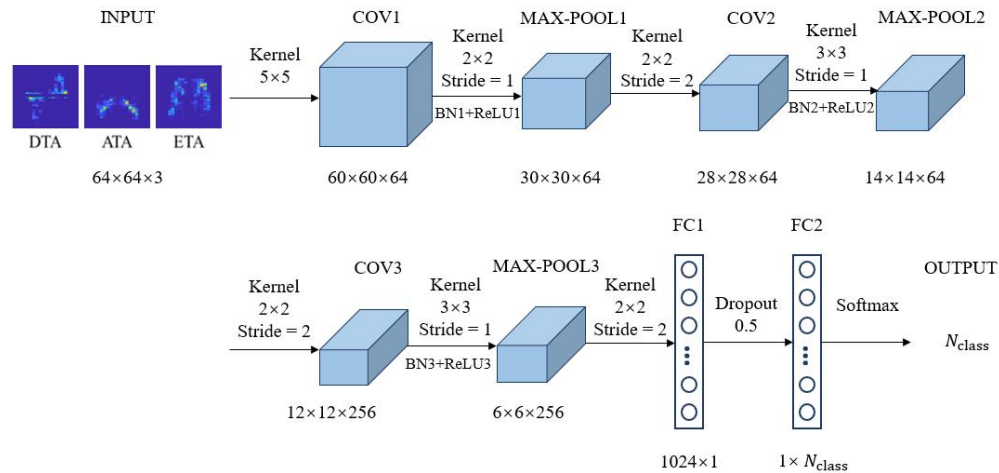 INPUT
COV1
MAX-POOL1
COV2
MAX-POOL2
Kernel
5×5
Kernel
2×2
Stride = 1
BN1+ReLU1
Kernel
2×2
Stride = 2
Kernel
3×3
Stride = 1
BN2+ReLU2
DTA
ATA
ETA
64×64×3
60×60×64
30×30×64
28×28×64
14×14×64
FC1
FC2
COV3
MAX-POOL3
OUTPUT
Kernel
2×2
Stride = 2
Kernel
3×3
Stride = 1
BN3+ReLU3
Kernel
2×2
Stride = 2
Dropout
0.5
Softmax
N_class
12×12×256
6×6×256
1024×1
1× N_class